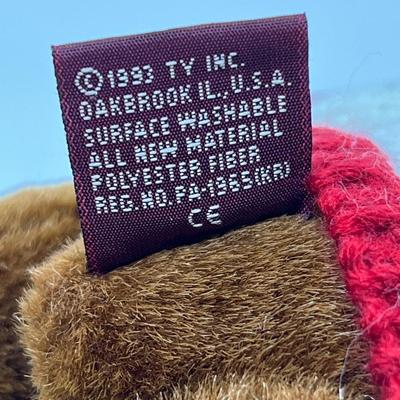 ©1993 TY INC.
OAKBROOK IL, U.S.A.
SURFACE WASHABLE
ALL NEW MATERIAL
POLYESTER FIBER
REG.NO.PA-1965(KR)
CE